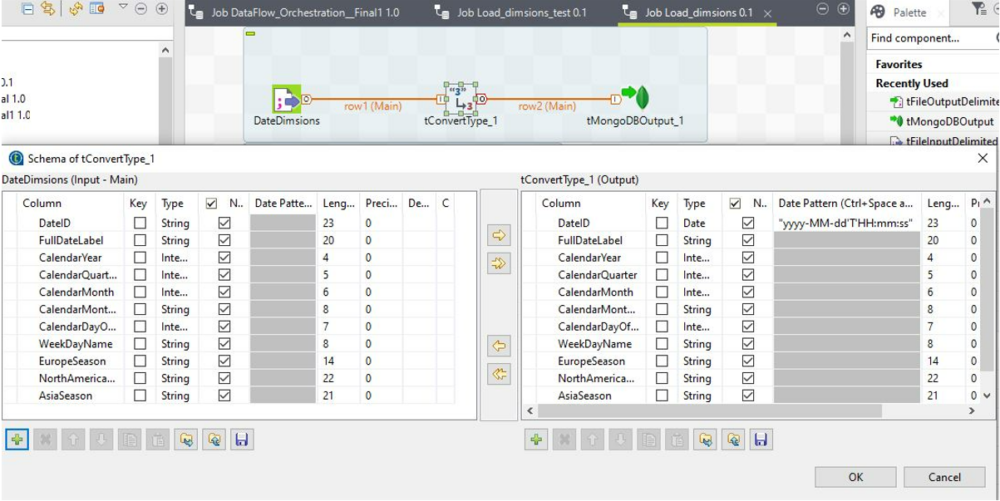 Job DataFlow_Orchestration__Final1 1.0
Job Load_dimsions_test 0.1
Job Load_dimsions 0.1
Palette
Find component...
Favorites
Recently Used
tFileOutputDelimite
tMongoDBOutput
tFileInputDelimited
0.1
al 1.0
al1 1.0
"3"
3
row1 (Main)
row2 (Main)
DateDimsions
tConvertType_1
tMongoDBOutput_1
Schema of tConvertType_1
DateDimsions (Input - Main)
Column Key Type N.. Date Patte... Leng... Preci... De... C
DateID String 23 0
FullDateLabel String 20 0
CalendarYear Inte... 4 0
CalendarQuart... Inte... 5 0
CalendarMonth Inte... 6 0
CalendarMont... String 8 0
CalendarDayO... Inte... 7 0
WeekDayName String 8 0
EuropeSeason String 14 0
NorthAmerica... String 22 0
AsiaSeason String 21 0
tConvertType_1 (Output)
Column Key Type N.. Date Pattern (Ctrl+Space a... Leng... P
DateID Date "yyyy-MM-dd'T'HH:mm:ss" 23 0
FullDateLabel String 20 0
CalendarYear Inte... 4 0
CalendarQuarter Inte... 5 0
CalendarMonth Inte... 6 0
CalendarMont... String 8 0
CalendarDayOf... Inte... 7 0
WeekDayName String 8 0
EuropeSeason String 14 0
NorthAmerica... String 22 0
AsiaSeason String 21 0
OK
Cancel